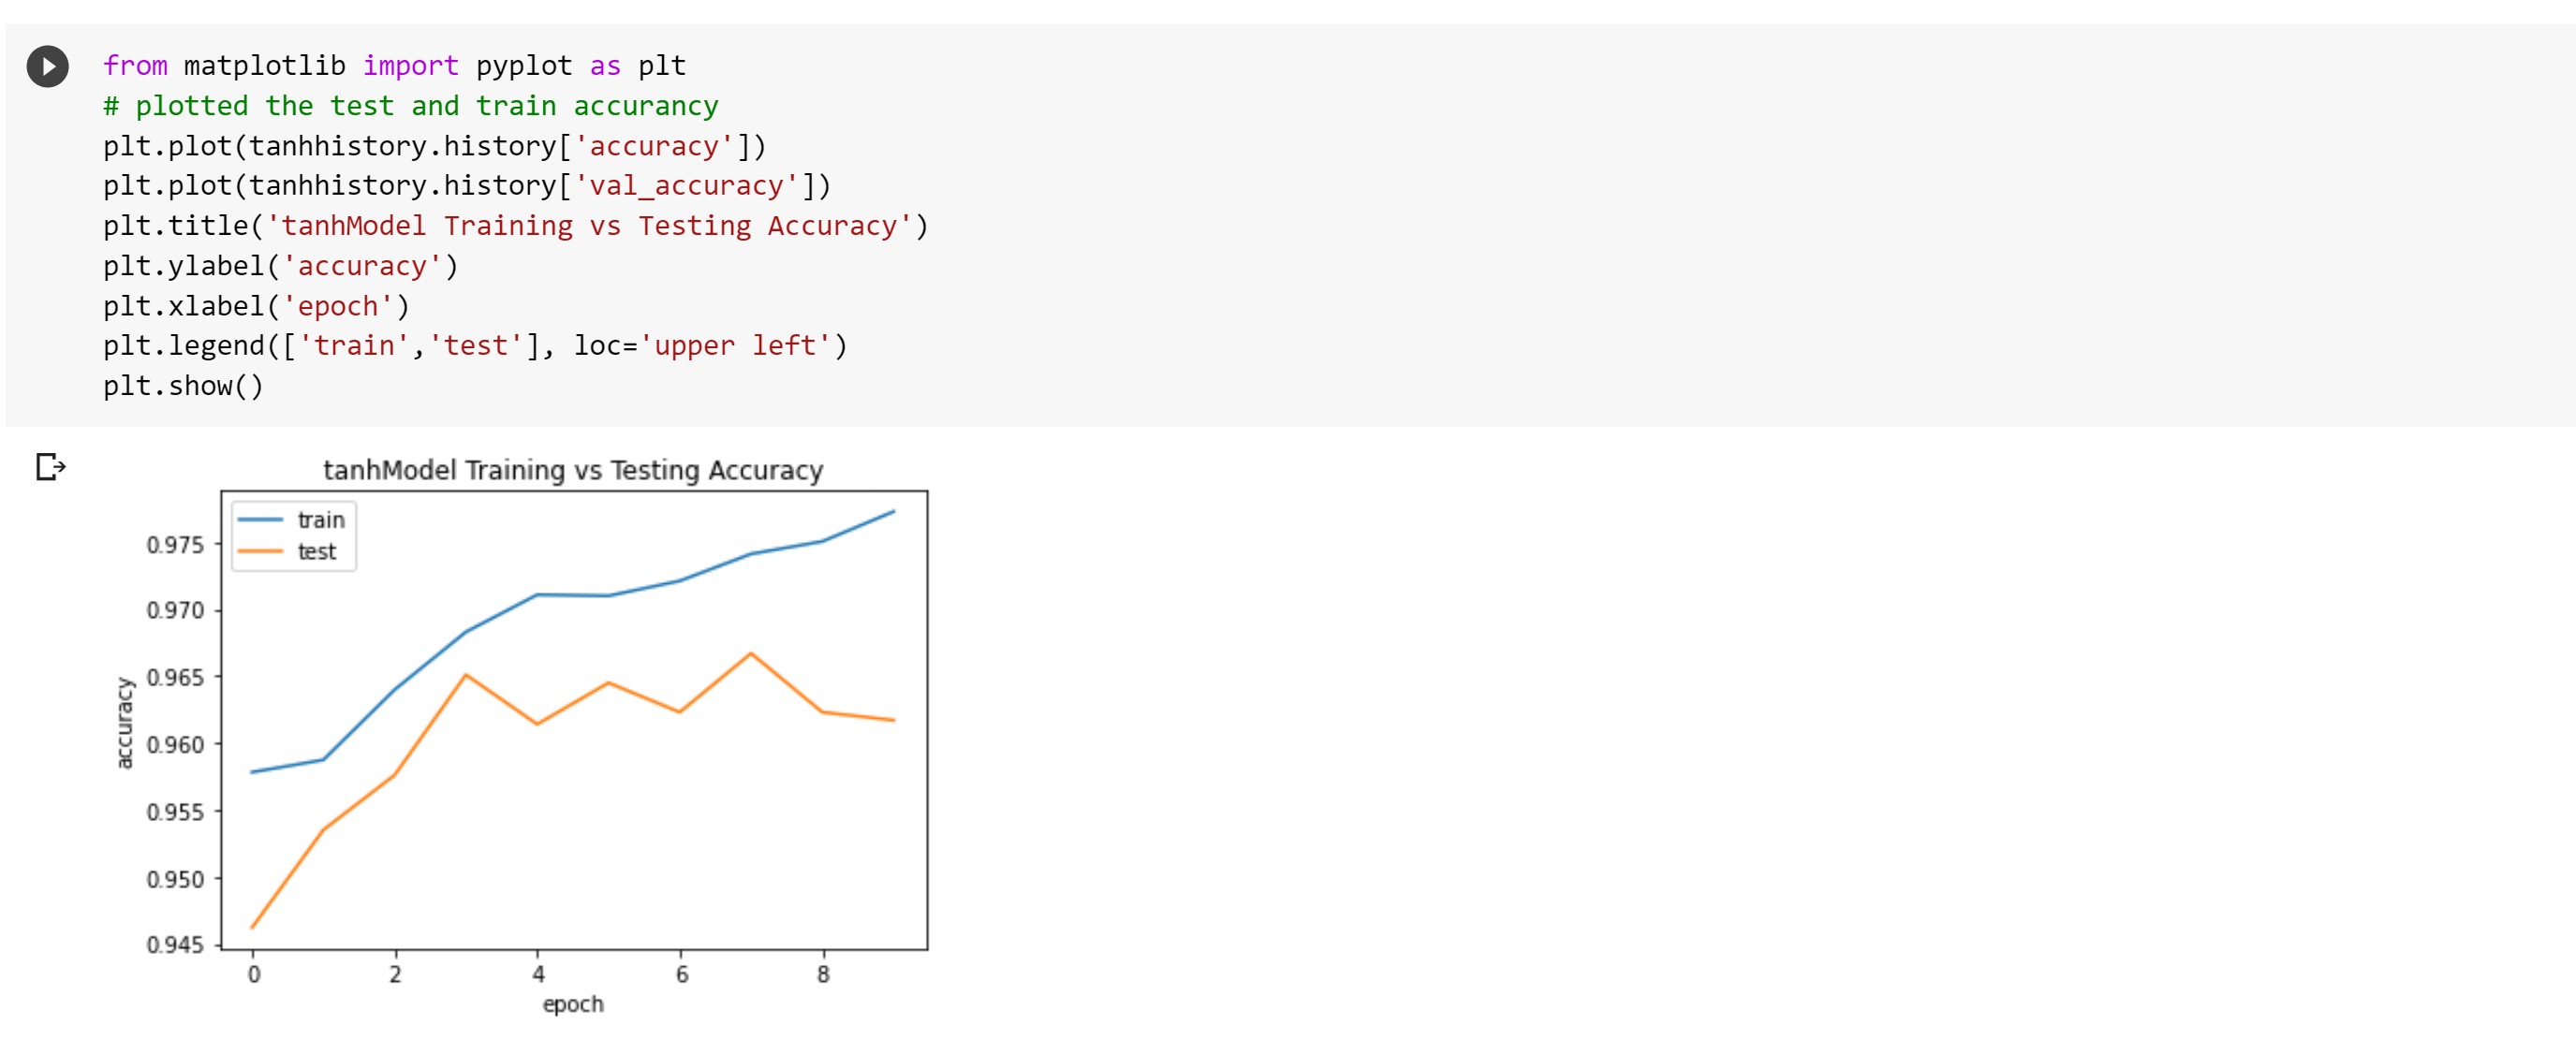 from matplotlib import pyplot as plt
# plotted the test and train accurancy
plt.plot(tanhhistory.history['accuracy'])
plt.plot(tanhhistory.history['val_accuracy'])
plt.title('tanhModel Training vs Testing Accuracy')
plt.ylabel('accuracy')
plt.xlabel('epoch')
plt.legend(['train','test'], loc='upper left')
plt.show()
tanhModel Training vs Testing Accuracy
train
test
0.975
0.970
0.965
0.960
0.955
0.950
0.945
accuracy
0 2 4 6 8
epoch